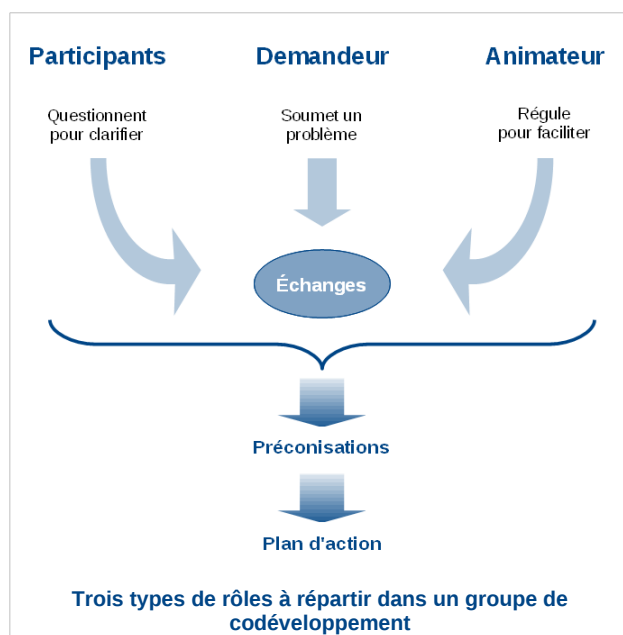 Participants
Demandeur
Animateur
Questionnent
pour clarifier
Soumet un
problème
Régule
pour faciliter
Échanges
Préconisations
Plan d'action
Trois types de rôles à répartir dans un groupe de
codéveloppement